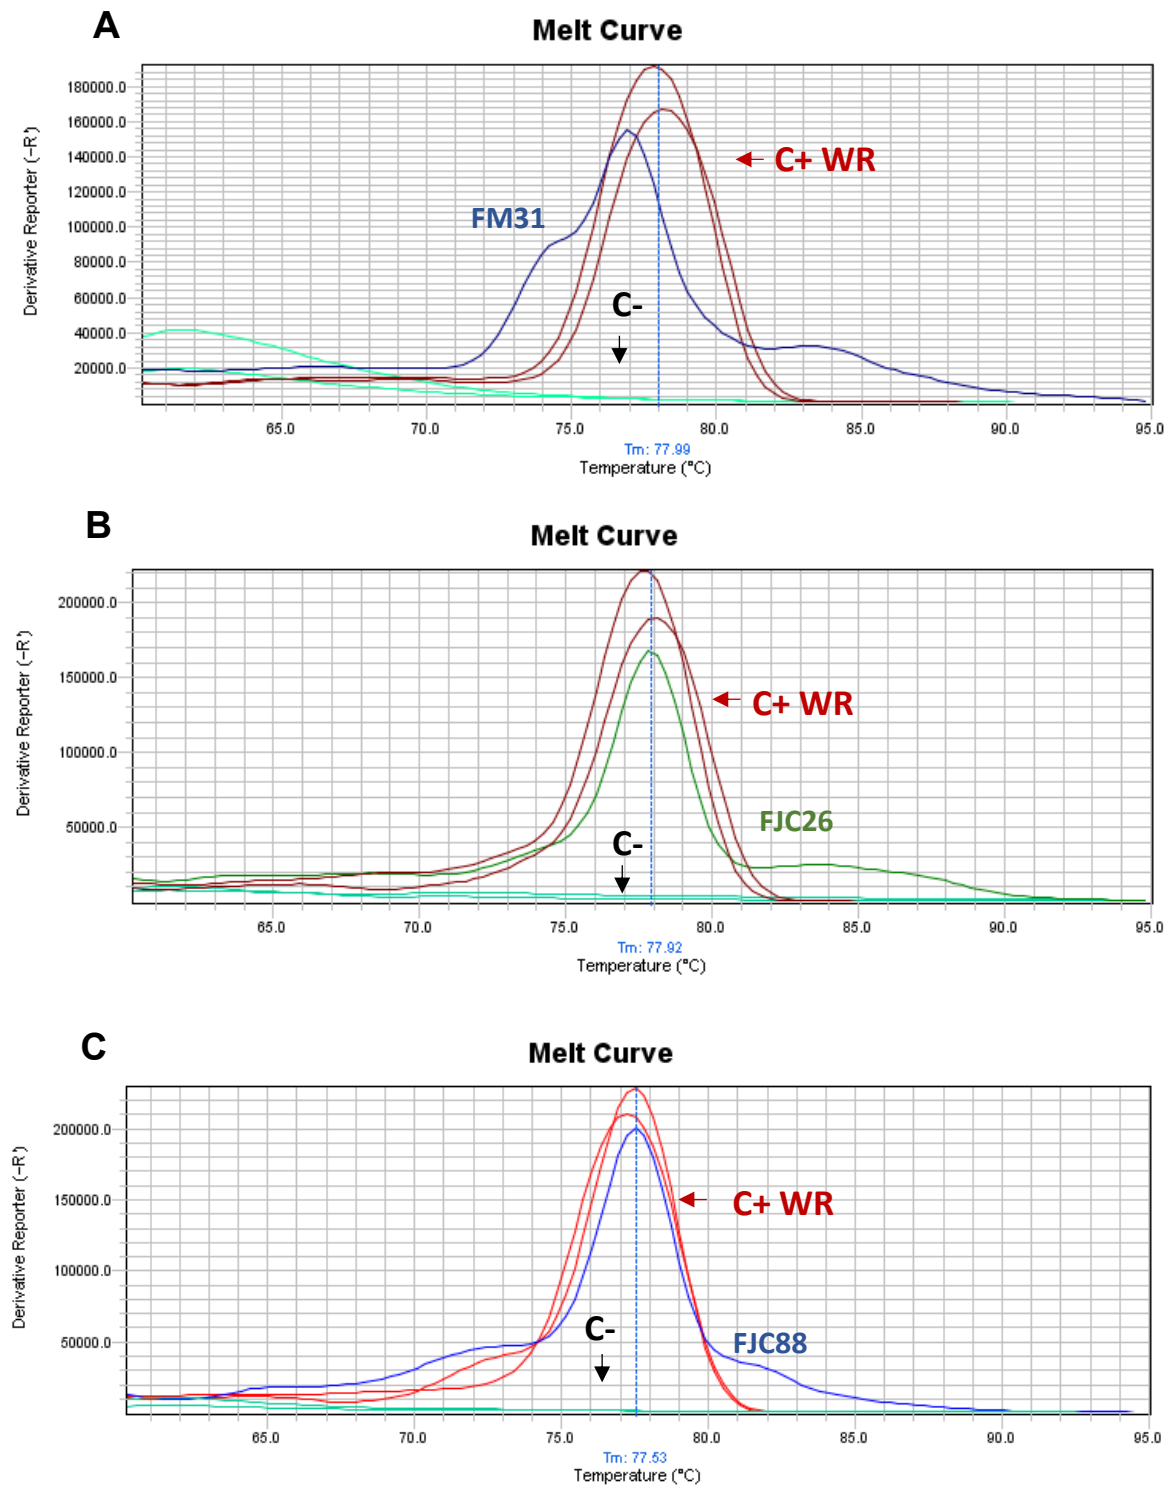 A
Melt Curve
Derivative Reporter (−R')
180000.0
160000.0
140000.0
120000.0
100000.0
80000.0
60000.0
40000.0
20000.0
C+ WR
FM31
C-
65.0 70.0 75.0 80.0 85.0 90.0 95.0
Tm: 77.99
Temperature (°C)
B
Melt Curve
Derivative Reporter (−R')
200000.0
150000.0
100000.0
50000.0
C+ WR
FJC26
C-
65.0 70.0 75.0 80.0 85.0 90.0 95.0
Tm: 77.92
Temperature (°C)
C
Melt Curve
Derivative Reporter (−R')
200000.0
150000.0
100000.0
50000.0
C+ WR
C-
FJC88
65.0 70.0 75.0 80.0 85.0 90.0 95.0
Tm: 77.53
Temperature (°C)